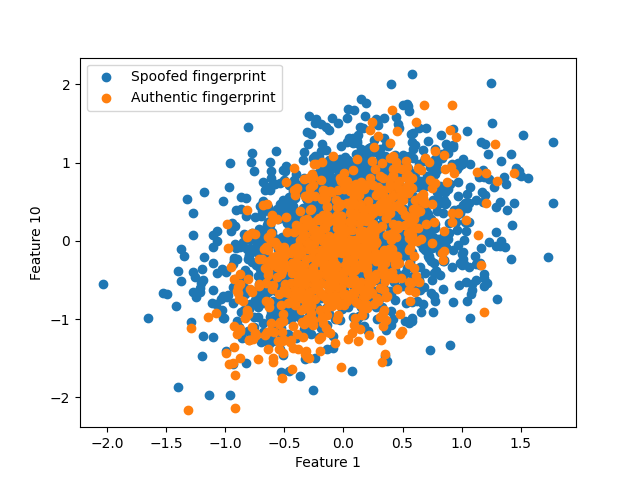 Spoofed fingerprint
Authentic fingerprint
2
1
0
−1
−2
Feature 10
−2.0 −1.5 −1.0 −0.5 0.0 0.5 1.0 1.5
Feature 1